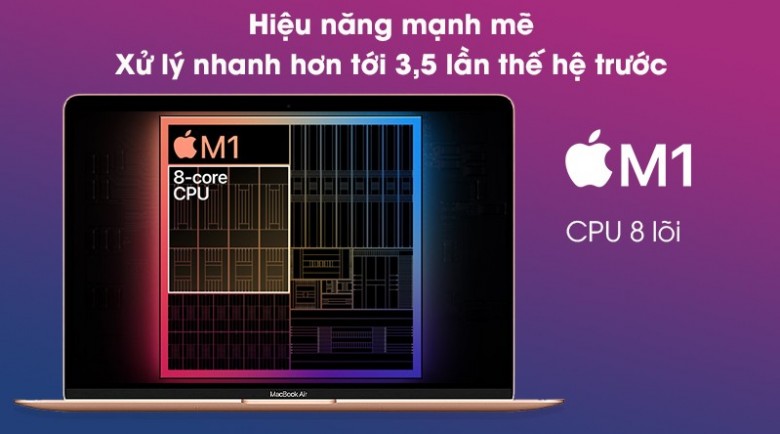 Hiệu năng mạnh mẽ
Xử lý nhanh hơn tới 3,5 lần thế hệ trước
M1
8-core
CPU
M1
CPU 8 lõi
MacBook Air